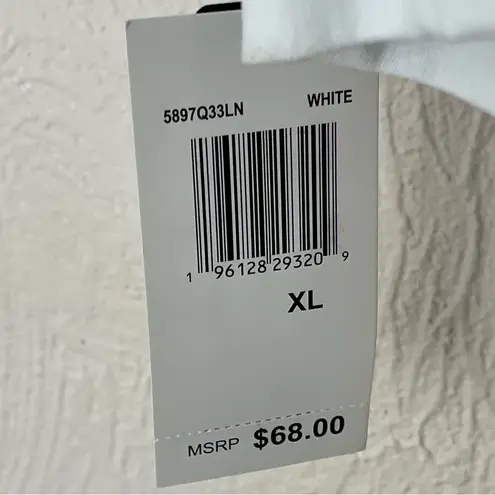 5897Q33LN WHITE
1 96128 29320 9
XL
MSRP $68.00